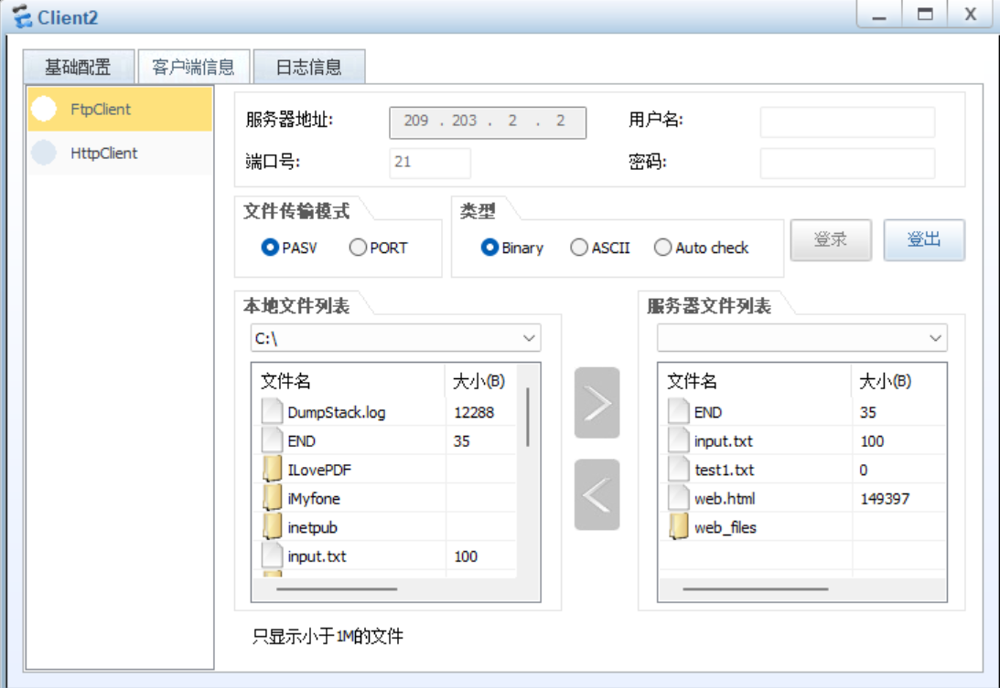 Client2
基础配置 客户端信息 日志信息
FtpClient
HttpClient
服务器地址: 209 . 203 . 2 . 2 用户名:
端口号: 21 密码:
文件传输模式 类型
PASV PORT Binary ASCII Auto check 登录 登出
本地文件列表 服务器文件列表
C:\
文件名 大小(B) 文件名 大小(B)
DumpStack.log 12288 END 35
END 35 input.txt 100
ILovePDF test1.txt 0
iMyfone web.html 149397
inetpub web_files
input.txt 100
只显示小于1M的文件